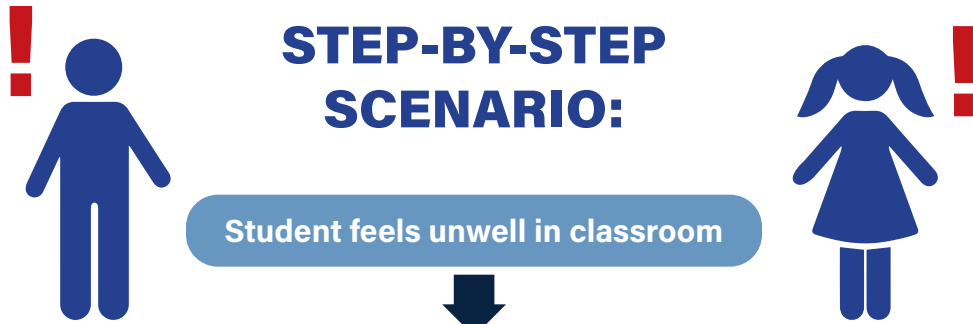 !
!
STEP-BY-STEP
SCENARIO:
Student feels unwell in classroom